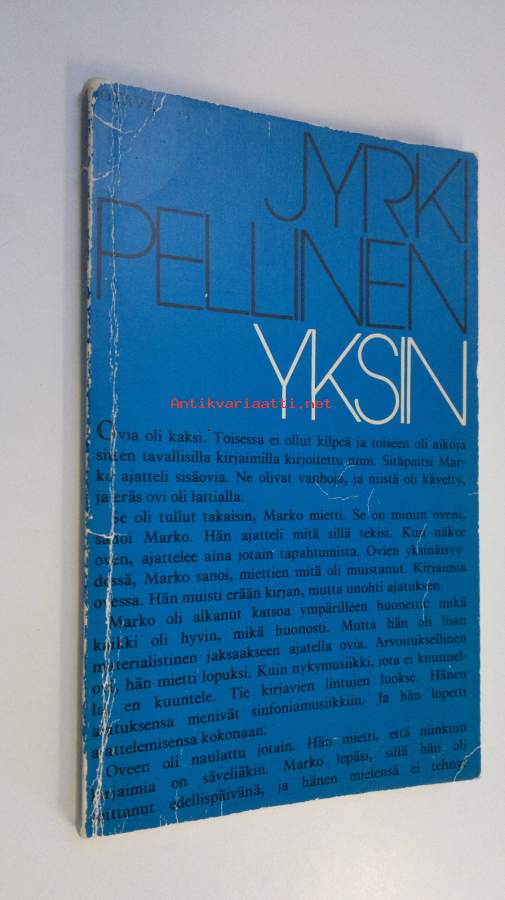 JYRKI
PELLINEN
YKSIN
Antikvariaatti.net
Ovia oli kaksi. Toisessa ei ollut kilpeä ja toiseen oli aikoja
sitten tavallisilla kirjaimilla kirjoitettu nimi. Sitäpaitsi Mar-
ko ajatteli sisäovia. Ne olivat vanhoja, ja niistä oli kävelty,
ja eräs ovi oli lattialla.
Se oli tullut takaisin, Marko mietti. Se on minun oveni,
sanoi Marko. Hän ajatteli mitä sillä tekisi. Kun näkee
oven, ajattelee aina jotain tapahtumista. Ovien yksinäisyy-
dessä, Marko sanoi, miettien mitä oli muistanut. Kirjaimia
ovessa. Hän muisti erään kirjan, mutta unohti ajatuksen.
Marko oli alkanut katsoa ympärilleen huonetta: mikä
kaikki oli hyvin, mikä huonosti. Mutta hän oli liian
materialistinen jaksaakseen ajatella ovia. Arvoituksellinen
ovi, hän mietti lopuksi. Kuin nykymusiikki, jota ei kuunnel-
la, en kuuntele. Tie kirjavien lintujen luokse. Hänen
ajatuksensa menivät sinfoniamusiikkiin. Ja hän lopetti
ajattelemisensa kokonaan.
Oveen oli naulattu jotain. Hän mietti, että niinkuin
kirjaimia on säveliäkin. Marko lepäsi, sillä hän oli
soittanut edellispäivänä, ja hänen mielensä ei tehnyt